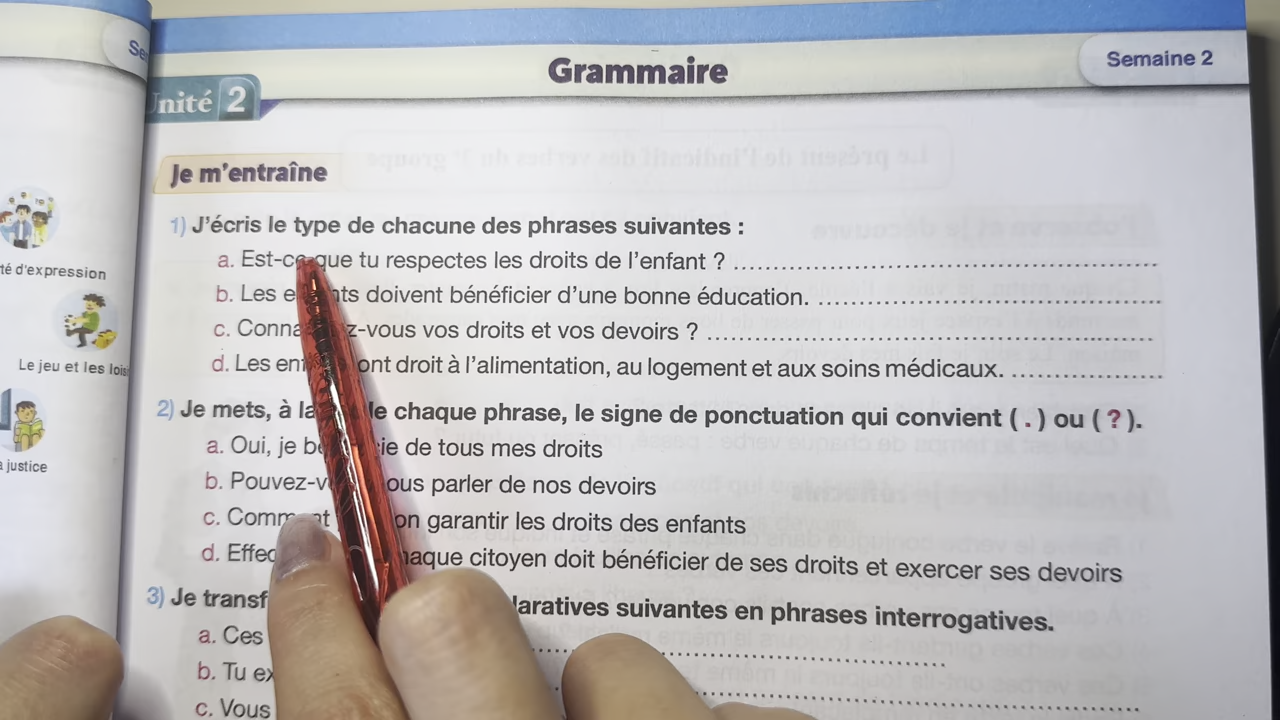 Se
Unité 2
Grammaire
Semaine 2
té d'expression
Le jeu et les lois
a justice
Je m'entraîne
1) J'écris le type de chacune des phrases suivantes :
a. Est-ce que tu respectes les droits de l'enfant ? ........................
b. Les enfants doivent bénéficier d'une bonne éducation. ........................
c. Connaissez-vous vos droits et vos devoirs ? ........................
d. Les enfants ont droit à l'alimentation, au logement et aux soins médicaux. ........................
2) Je mets, à la fin de chaque phrase, le signe de ponctuation qui convient ( . ) ou ( ? ).
a. Oui, je bénéficie de tous mes droits
b. Pouvez-vous nous parler de nos devoirs
c. Comment on garantir les droits des enfants
d. chaque citoyen doit bénéficier de ses droits et exercer ses devoirs
3) Je transf laratives suivantes en phrases interrogatives.
a. Ces ........................
b. Tu ex ........................
c. Vous